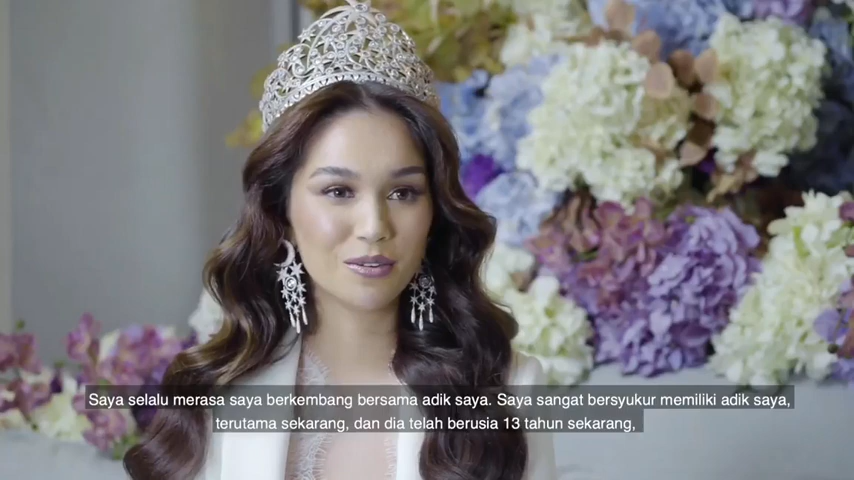 Saya selalu merasa saya berkembang bersama adik saya. Saya sangat bersyukur memiliki adik saya,
terutama sekarang, dan dia telah berusia 13 tahun sekarang,